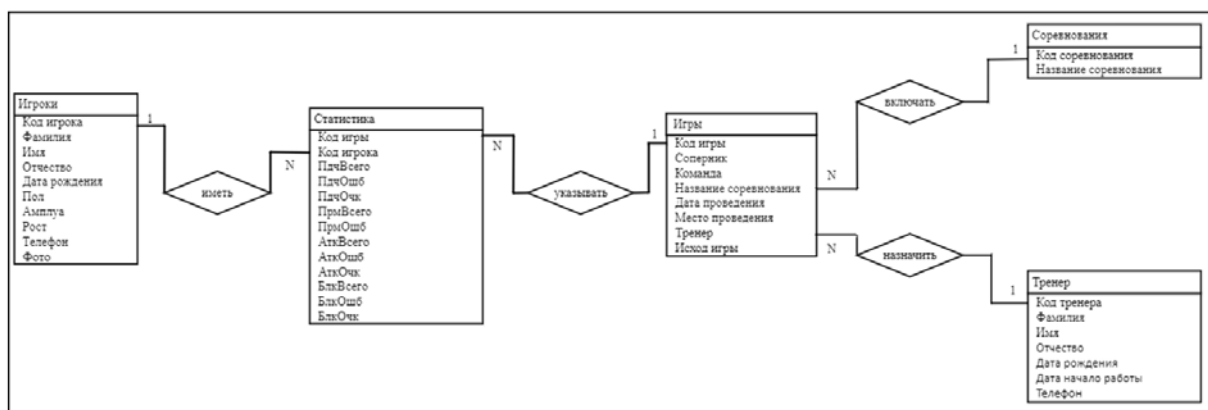 Игроки
Код игрока
Фамилия
Имя
Отчество
Дата рождения
Пол
Амплуа
Рост
Телефон
Фото
1
иметь
N
Статистика
Код игры
Код игрока
ПдчВсего
ПдчОшб
ПдчОчк
ПрмВсего
ПрмОшб
АткВсего
АткОшб
АткОчк
БлкВсего
БлкОшб
БлкОчк
N
указывать
1
Игры
Код игры
Соперник
Команда
Название соревнования
Дата проведения
Место проведения
Тренер
Исход игры
N
включать
1
Соревнования
Код соревнования
Название соревнования
N
назначить
1
Тренер
Код тренера
Фамилия
Имя
Отчество
Дата рождения
Дата начало работы
Телефон